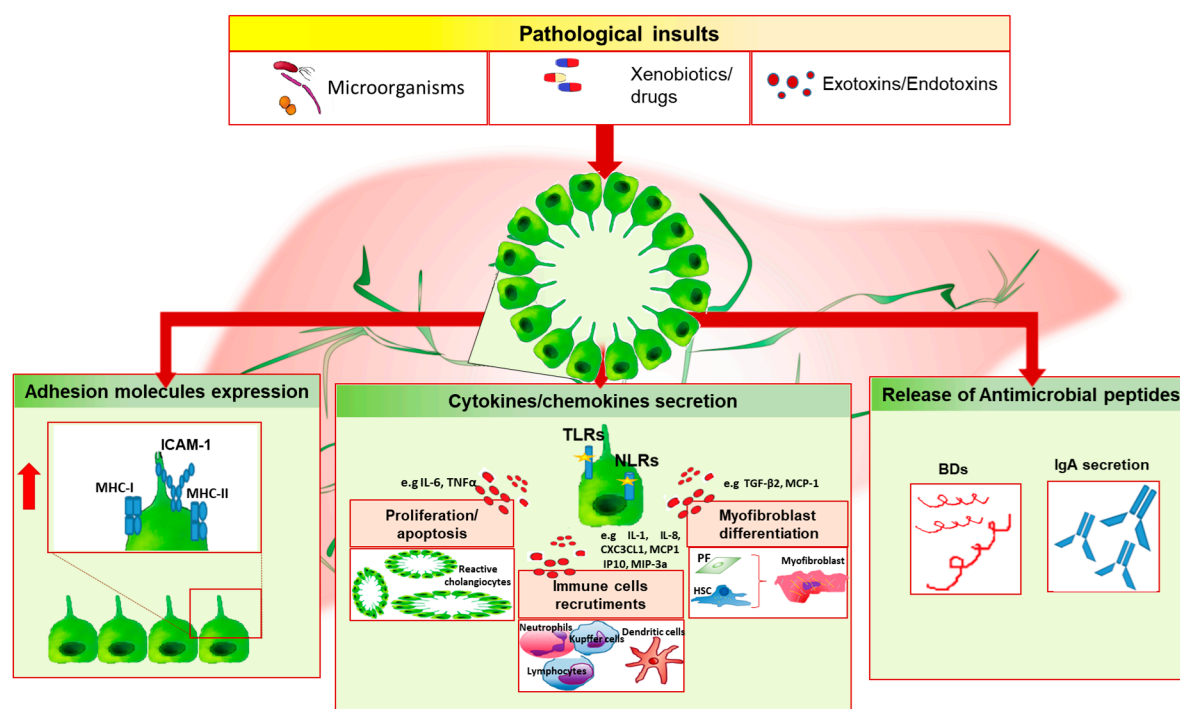 Pathological insults
Microorganisms
Xenobiotics/
drugs
Exotoxins/Endotoxins
Adhesion molecules expression
ICAM-1
MHC-I
MHC-II
Cytokines/chemokines secretion
TLRs
NLRs
e.g IL-6, TNFα
e.g TGF-β2, MCP-1
Proliferation/
apoptosis
Reactive
cholangiocytes
e.g IL-1, IL-8,
CXC3CL1, MCP1
IP10, MIP-3a
Immune cells
recrutiments
Neutrophils
Kupffer cells
Dendritic cells
Lymphocytes
Myofibroblast
differentiation
PF
HSC
Myofibroblast
Release of Antimicrobial peptides
BDs
IgA secretion